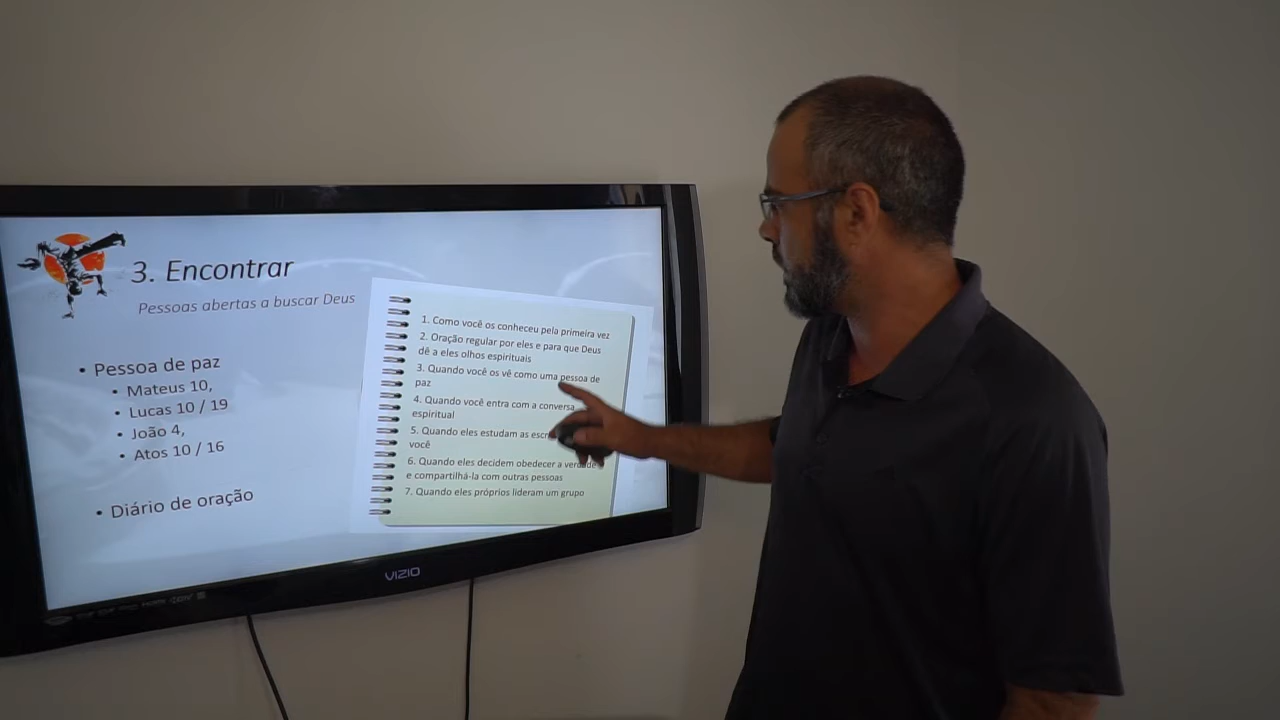 3. Encontrar
Pessoas abertas a buscar Deus
• Pessoa de paz
• Mateus 10,
• Lucas 10 / 19
• João 4,
• Atos 10 / 16
• Diário de oração
1. Como você os conheceu pela primeira vez
2. Oração regular por eles e para que Deus
dê a eles olhos espirituais
3. Quando você os vê como uma pessoa de
paz
4. Quando você entra com a conversa
espiritual
5. Quando eles estudam as
você
6. Quando eles decidem obedecer a verdade
e compartilhá-la com outras pessoas
7. Quando eles próprios lideram um grupo
VIZIO